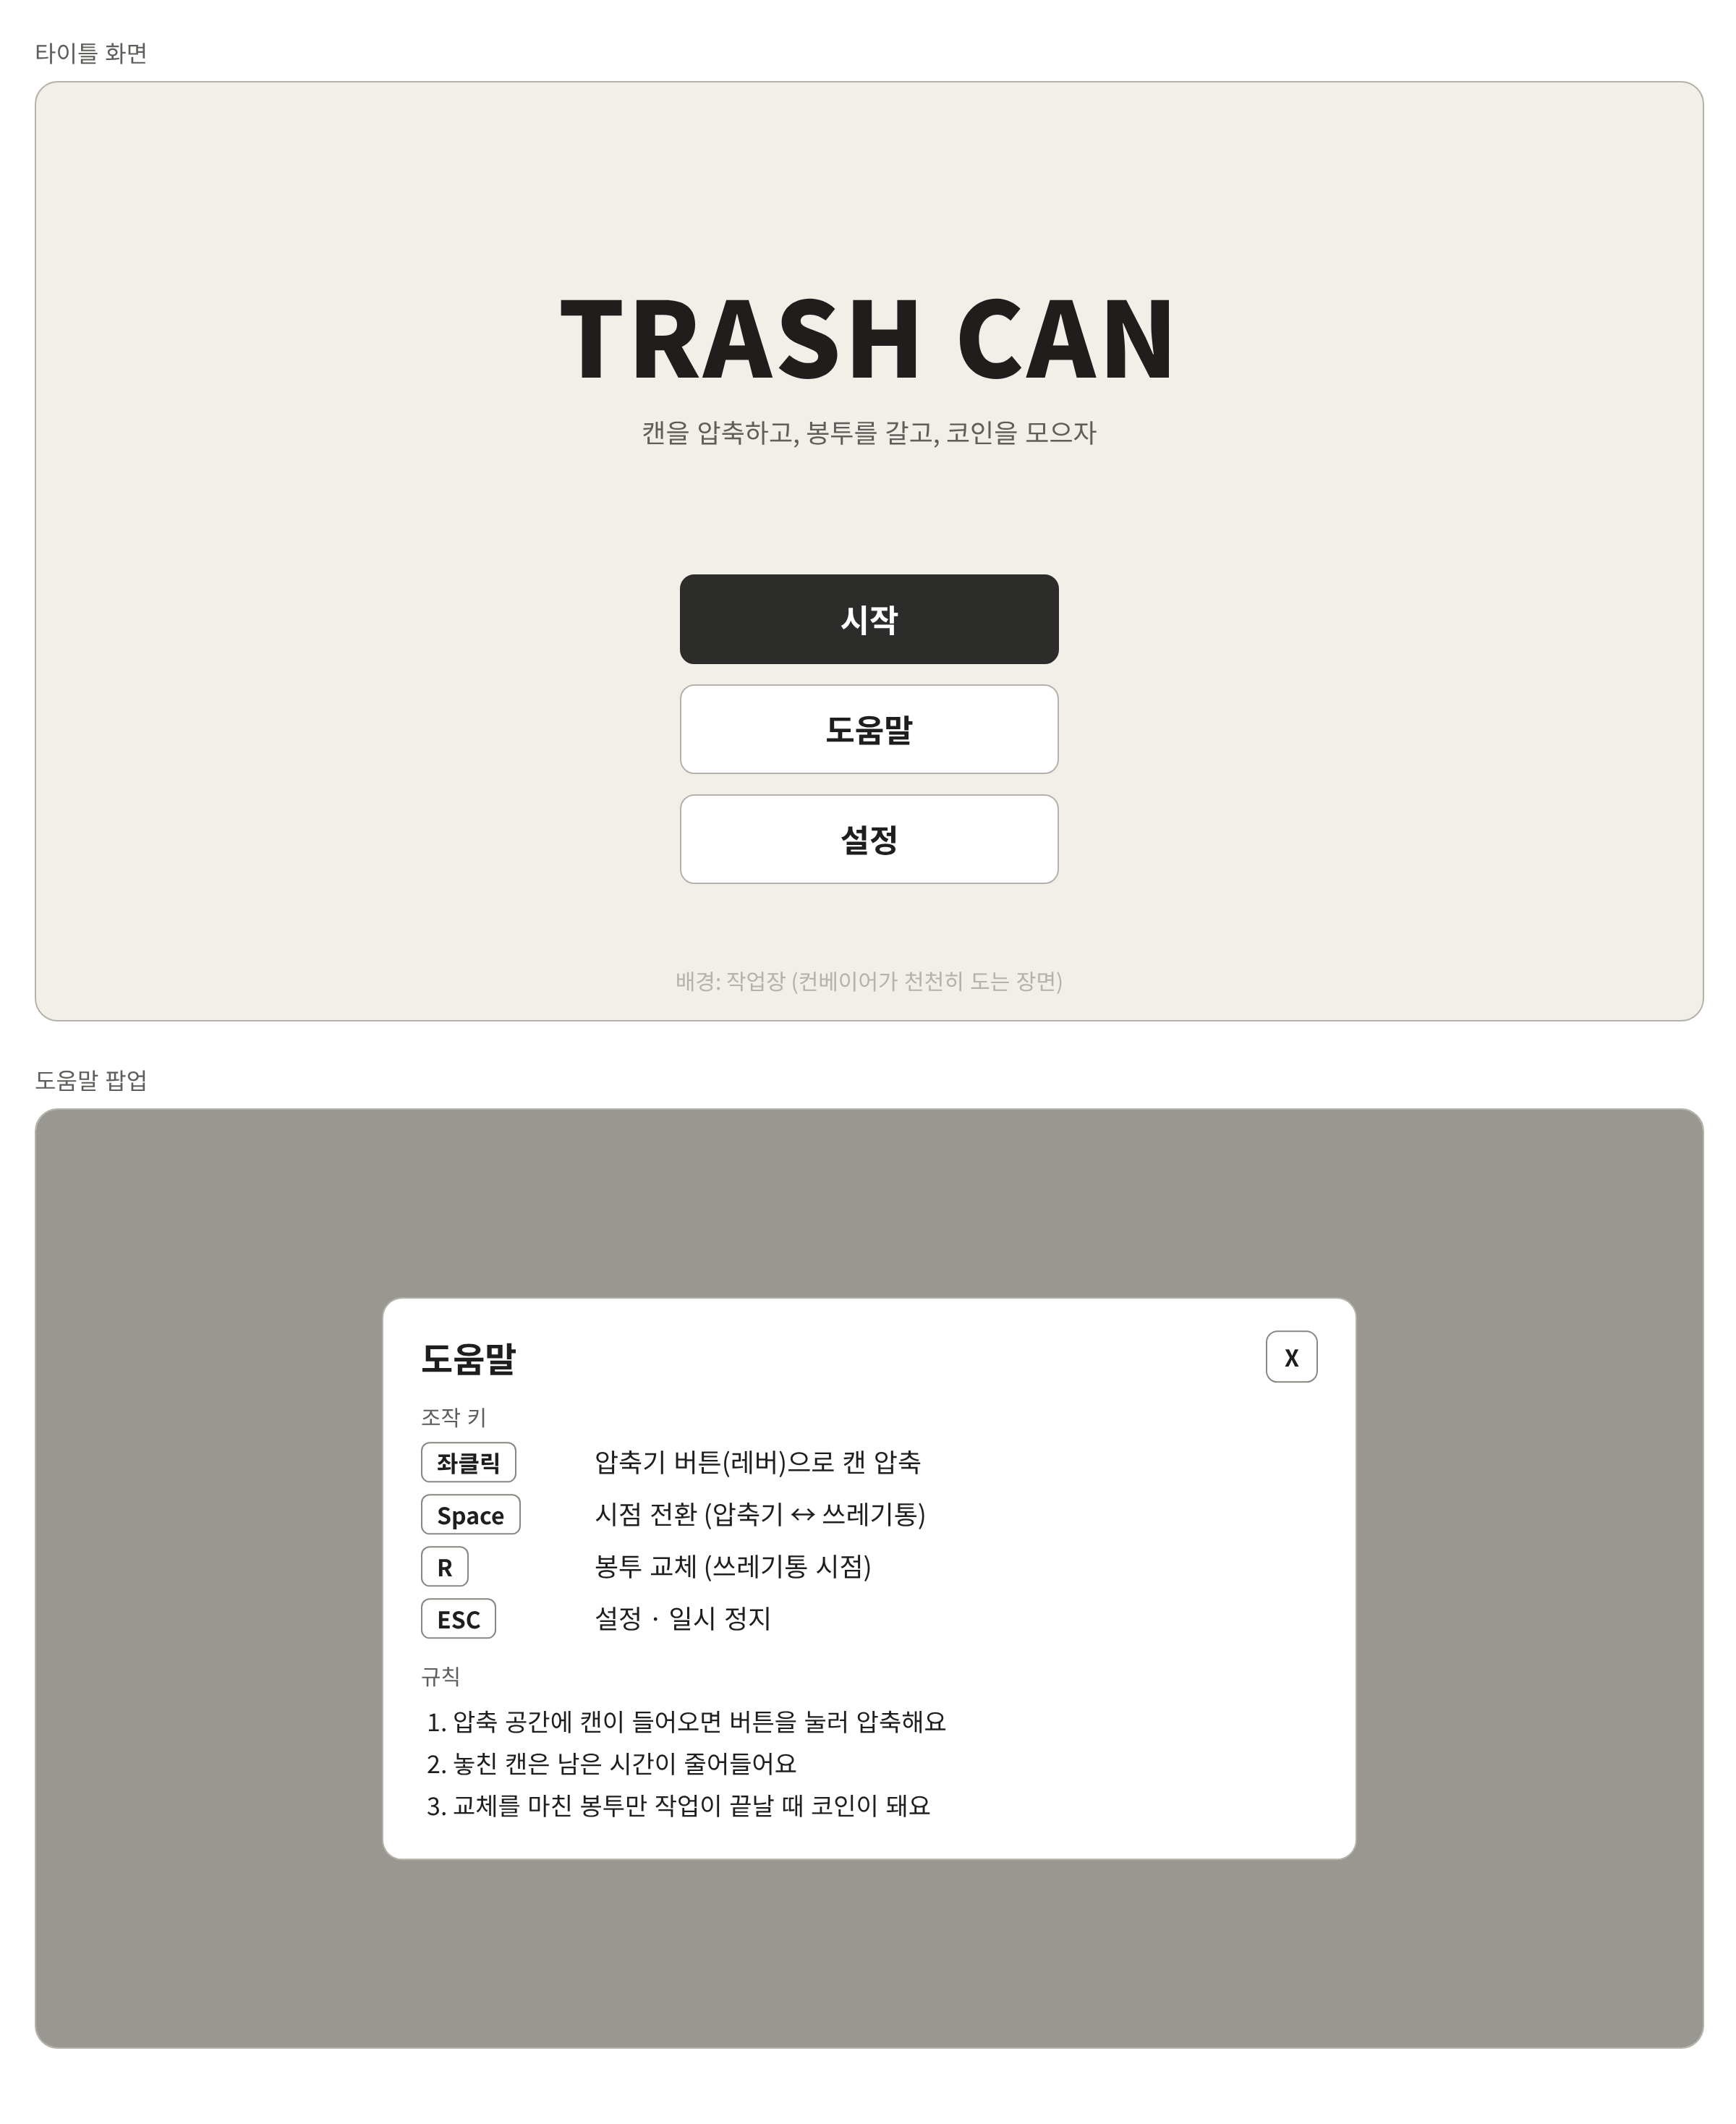 타이틀 화면
TRASH CAN
캔을 압축하고, 봉투를 갈고, 코인을 모으자
시작
도움말
설정
배경: 작업장 (컨베이어가 천천히 도는 장면)
도움말 팝업
도움말 X
조작 키
좌클릭 압축기 버튼(레버)으로 캔 압축
Space 시점 전환 (압축기 ↔ 쓰레기통)
R 봉투 교체 (쓰레기통 시점)
ESC 설정 · 일시 정지
규칙
1. 압축 공간에 캔이 들어오면 버튼을 눌러 압축해요
2. 놓친 캔은 남은 시간이 줄어들어요
3. 교체를 마친 봉투만 작업이 끝날 때 코인이 돼요